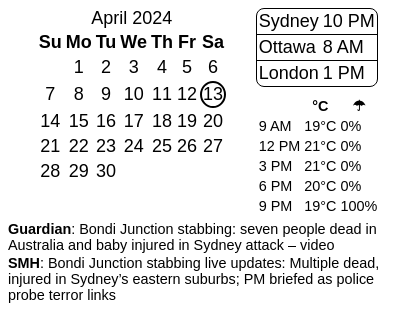 April 2024
Su Mo Tu We Th Fr Sa
1 2 3 4 5 6
7 8 9 10 11 12 13
14 15 16 17 18 19 20
21 22 23 24 25 26 27
28 29 30
Sydney 10 PM
Ottawa 8 AM
London 1 PM
°C ☂
9 AM 19°C 0%
12 PM 21°C 0%
3 PM 21°C 0%
6 PM 20°C 0%
9 PM 19°C 100%
Guardian: Bondi Junction stabbing: seven people dead in
Australia and baby injured in Sydney attack – video
SMH: Bondi Junction stabbing live updates: Multiple dead,
injured in Sydney’s eastern suburbs; PM briefed as police
probe terror links